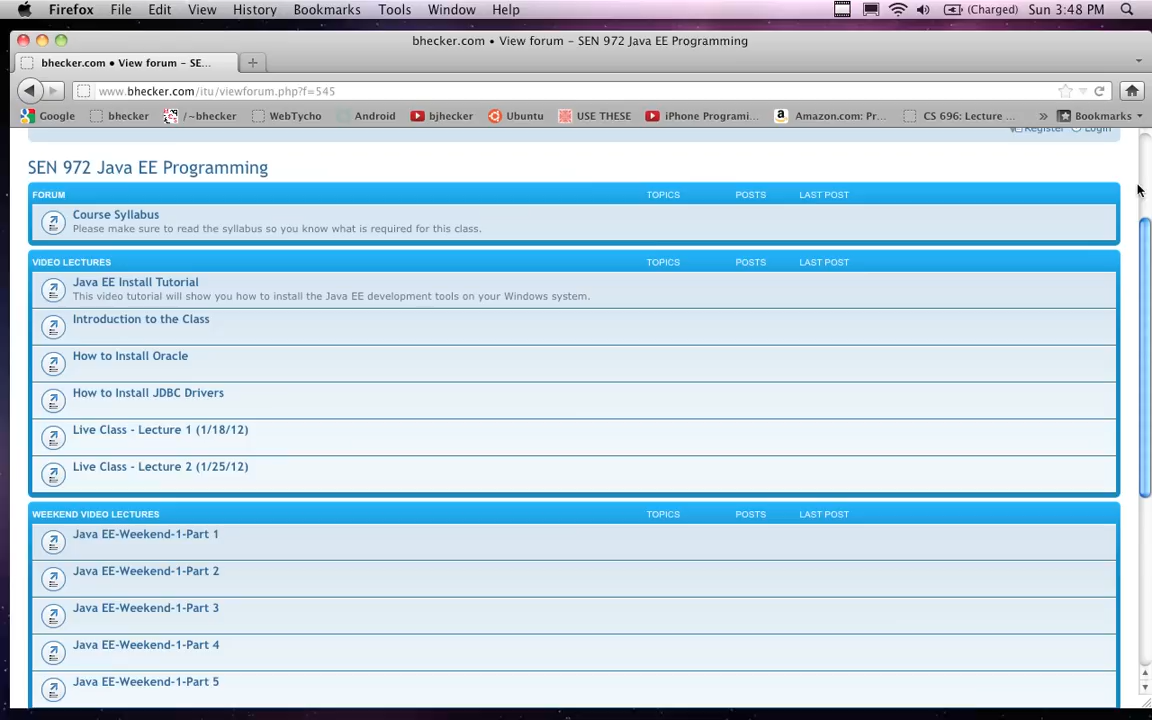 Firefox File Edit View History Bookmarks Tools Window Help (Charged) Sun 3:48 PM
bhecker.com • View forum – SEN 972 Java EE Programming
bhecker.com • View forum – SE...
www.bhecker.com/itu/viewforum.php?f=545
Google bhecker /~bhecker WebTycho Android bjhecker Ubuntu USE THESE iPhone Programi... Amazon.com: Pr... CS 696: Lecture ... » Bookmarks
Register Login
SEN 972 Java EE Programming
FORUM TOPICS POSTS LAST POST
Course Syllabus
Please make sure to read the syllabus so you know what is required for this class.
VIDEO LECTURES TOPICS POSTS LAST POST
Java EE Install Tutorial
This video tutorial will show you how to install the Java EE development tools on your Windows system.
Introduction to the Class
How to Install Oracle
How to Install JDBC Drivers
Live Class - Lecture 1 (1/18/12)
Live Class - Lecture 2 (1/25/12)
WEEKEND VIDEO LECTURES TOPICS POSTS LAST POST
Java EE-Weekend-1-Part 1
Java EE-Weekend-1-Part 2
Java EE-Weekend-1-Part 3
Java EE-Weekend-1-Part 4
Java EE-Weekend-1-Part 5